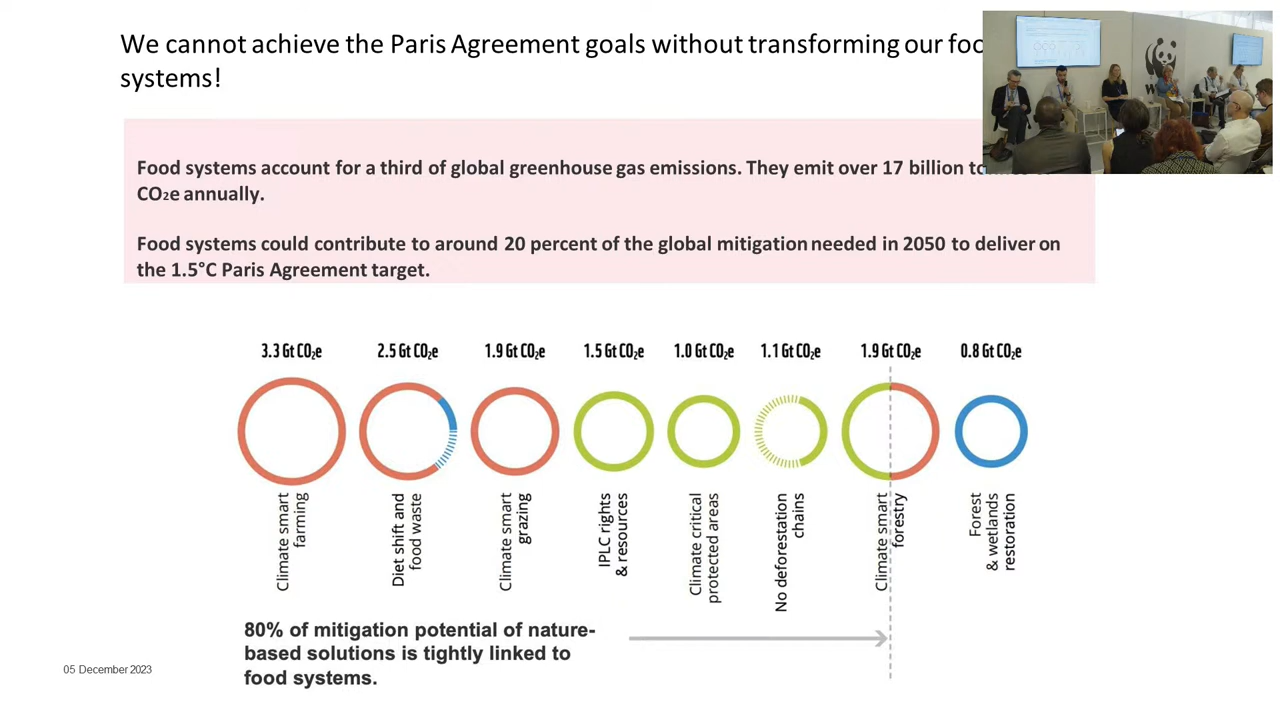 We cannot achieve the Paris Agreement goals without transforming our
systems!
Food systems account for a third of global greenhouse gas emissions. They emit over 17 billion
CO₂e annually.
Food systems could contribute to around 20 percent of the global mitigation needed in 2050 to deliver on
the 1.5°C Paris Agreement target.
3.3 Gt CO₂e
2.5 Gt CO₂e
1.9 Gt CO₂e
1.5 Gt CO₂e
1.0 Gt CO₂e
1.1 Gt CO₂e
1.9 Gt CO₂e
0.8 Gt CO₂e
Climate smart
farming
Diet shift and
food waste
Climate smart
grazing
IPLC rights
& resources
Climate critical
protected areas
No deforestation
chains
Climate smart
forestry
Forest
& wetlands
restoration
80% of mitigation potential of nature-
based solutions is tightly linked to
food systems.
05 December 2023